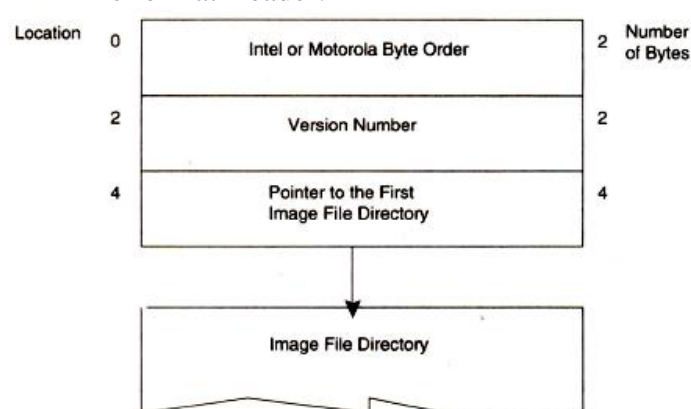 Location
0
Intel or Motorola Byte Order
2
Number
of Bytes
2
Version Number
2
4
Pointer to the First
Image File Directory
4
Image File Directory